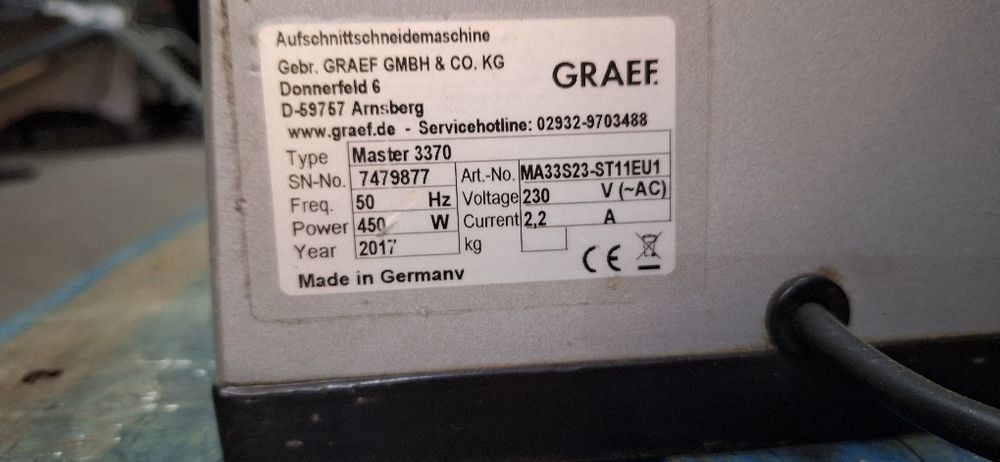 Aufschnittschneidemaschine
Gebr. GRAEF GMBH & CO. KG
GRAEF
Donnerfeld 6
D-59757 Arnsberg
www.graef.de - Servicehotline: 02932-9703488
Type Master 3370
SN-No. 7479877 Art.-No. MA33S23-ST11EU1
Freq. 50 Hz Voltage 230 V (~AC)
Power 450 W Current 2,2 A
Year 2017 kg
CE
Made in Germany